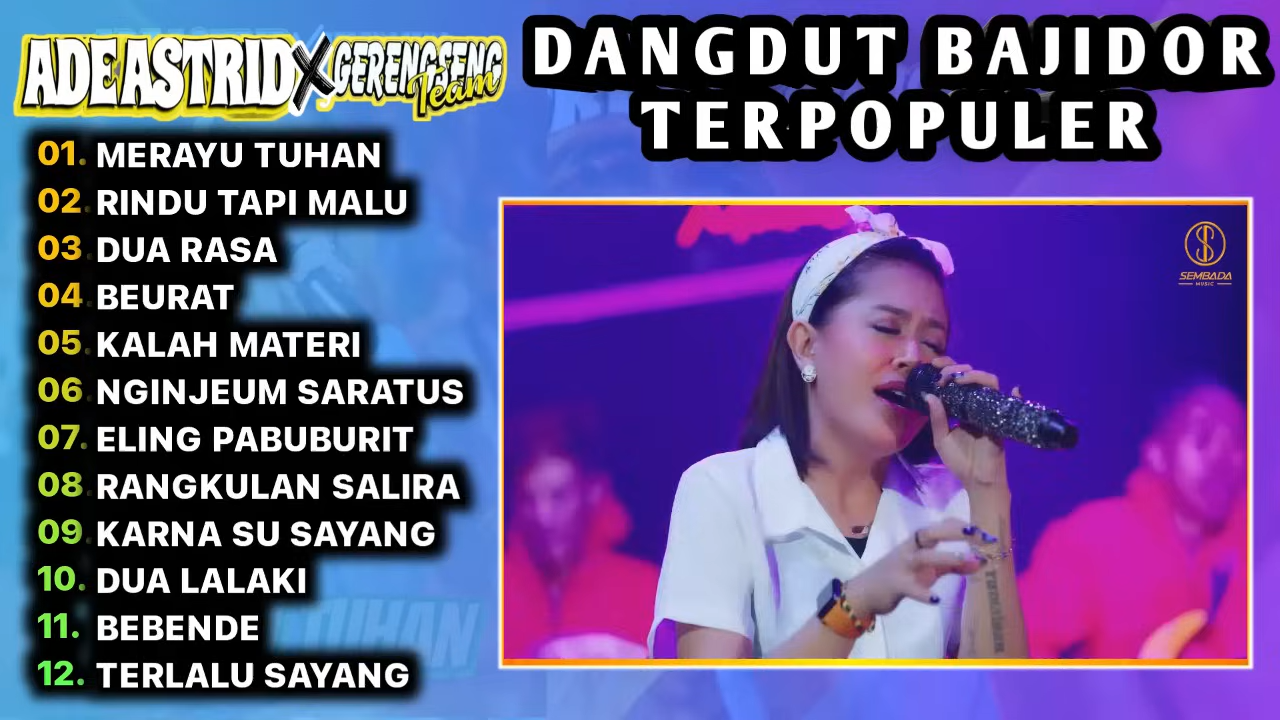 ADE ASTRID X GERENGSENG Team
DANGDUT BAJIDOR
TERPOPULER
01. MERAYU TUHAN
02. RINDU TAPI MALU
03. DUA RASA
04. BEURAT
05. KALAH MATERI
06. NGINJEUM SARATUS
07. ELING PABUBURIT
08. RANGKULAN SALIRA
09. KARNA SU SAYANG
10. DUA LALAKI
11. BEBENDE
12. TERLALU SAYANG
SEMBADA
MUSIC
TUHAN